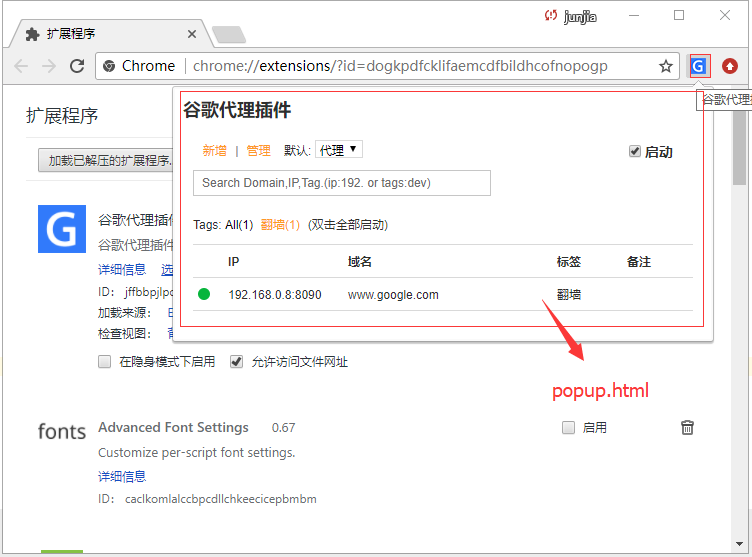 junjia
扩展程序
Chrome | chrome://extensions/?id=dogkpdfcklifaemcdfbildhcofnopogp
G
谷歌代理
扩展程序
加载已解压的扩展程序.
谷歌代理插件
新增 | 管理 默认: 代理 启动
Search Domain,IP,Tag.(ip:192. or tags:dev)
Tags: All(1) 翻墙(1) (双击全部启动)
IP 域名 标签 备注
192.168.0.8:8090 www.google.com 翻墙
G
谷歌代理插件
谷歌代理插件
详细信息
ID: jffbbpjlpc
加载来源:
检查视图:
在隐身模式下启用 允许访问文件网址
popup.html
fonts
Advanced Font Settings 0.67 启用
Customize per-script font settings.
详细信息
ID: caclkomlalccbpcdllchkeecicepbmbm